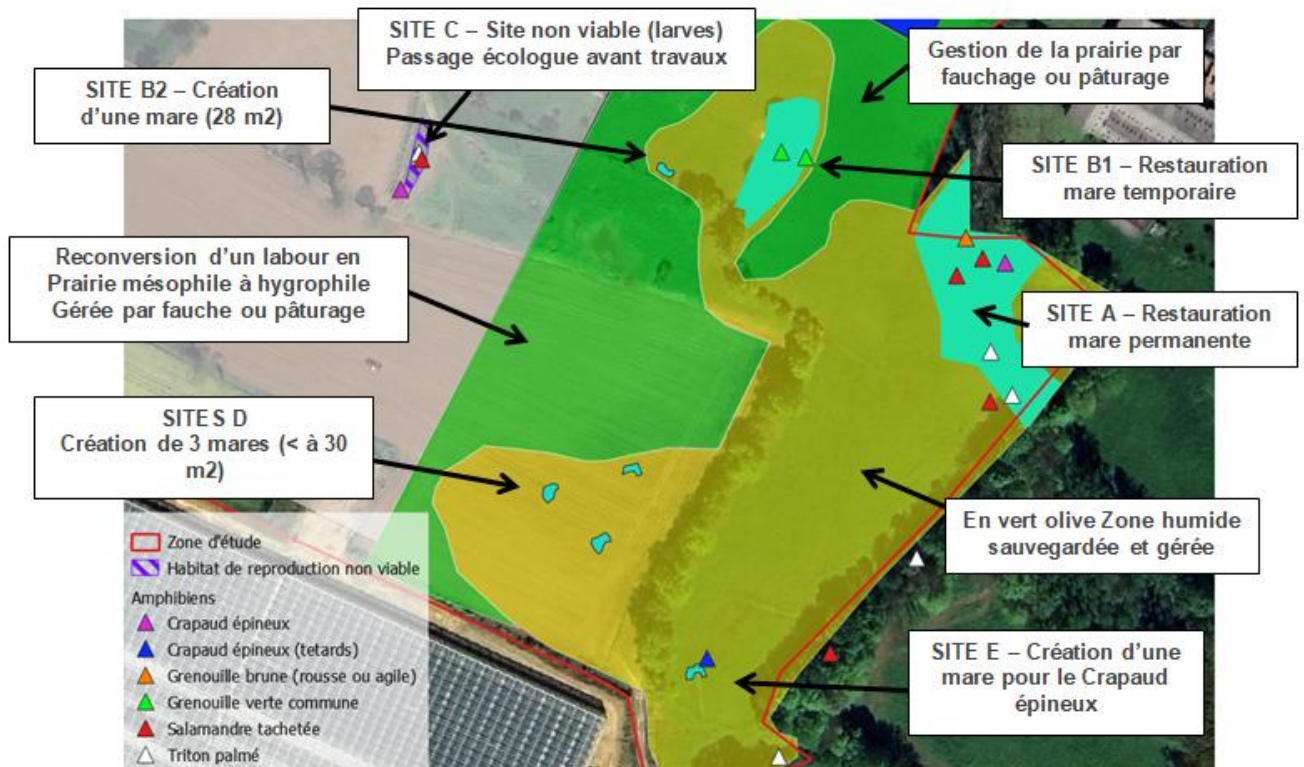 SITE C – Site non viable (larves)
Passage écologue avant travaux
Gestion de la prairie par
fauchage ou pâturage
SITE B2 – Création
d'une mare (28 m2)
SITE B1 – Restauration
mare temporaire
Reconversion d'un labour en
Prairie mésophile à hygrophile
Gérée par fauche ou pâturage
SITE A – Restauration
mare permanente
SITES D
Création de 3 mares (< à 30
m2)
En vert olive Zone humide
sauvegardée et gérée
SITE E – Création d'une
mare pour le Crapaud
épineux
Zone d'étude
Habitat de reproduction non viable
Amphibiens
Crapaud épineux
Crapaud épineux (tetards)
Grenouille brune (rousse ou agile)
Grenouille verte commune
Salamandre tachetée
Triton palmé